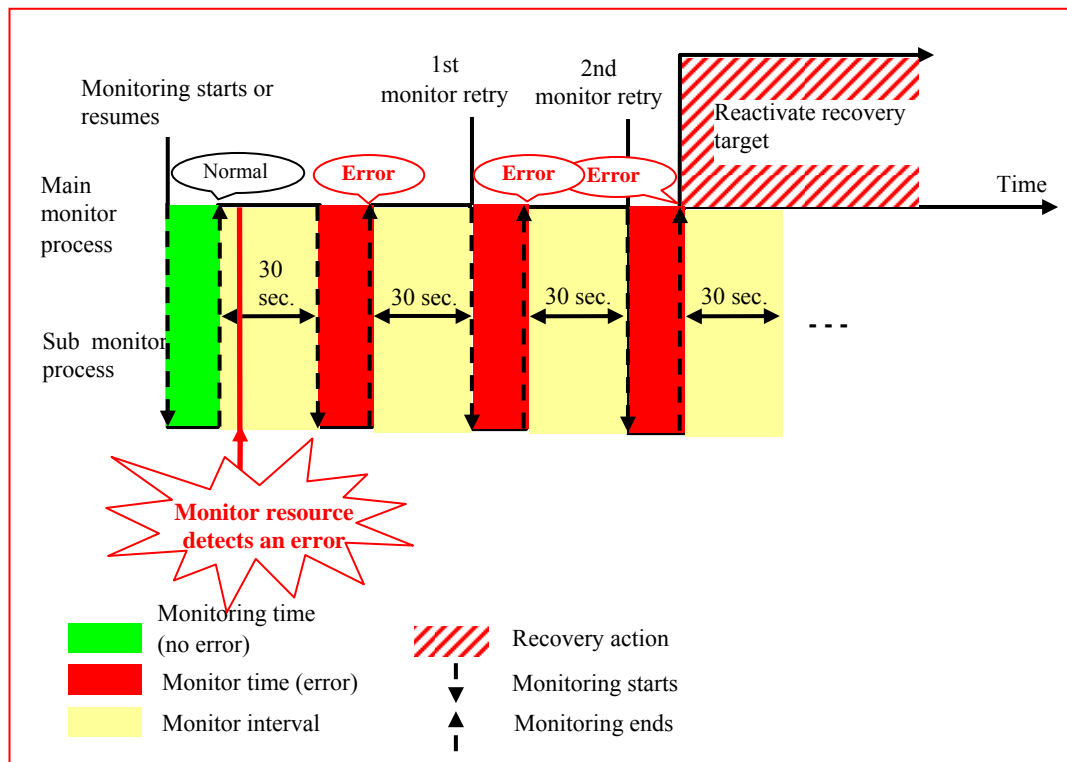 Monitoring starts or
resumes
1st
monitor retry
2nd
monitor retry
Reactivate recovery
target
Normal
Error
Error
Error
Time
Main
monitor
process
30
sec.
30 sec.
30 sec.
30 sec.
Sub monitor
process
Monitor resource
detects an error
Monitoring time
(no error)
Monitor time (error)
Monitor interval
Recovery action
Monitoring starts
Monitoring ends